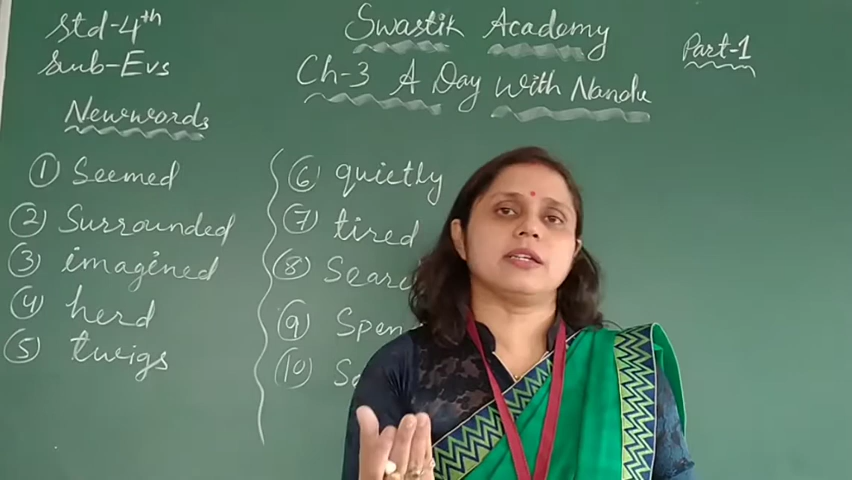 Std-4th
Sub-Evs
Swastik Academy
Part-1
Ch-3 A Day With Nandu
Newwords
① Seemed
② Surrounded
③ imagined
④ herd
⑤ twigs
⑥ quietly
⑦ tired
⑧
⑨
⑩